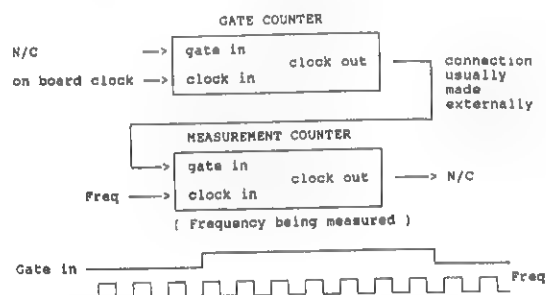 GATE COUNTER
N/C
gate in
on board clock
clock in
clock out
connection
usually
made
externally
MEASUREMENT COUNTER
gate in
Freq
clock in
clock out
N/C
( Frequency being measured )
Gate in
Freq